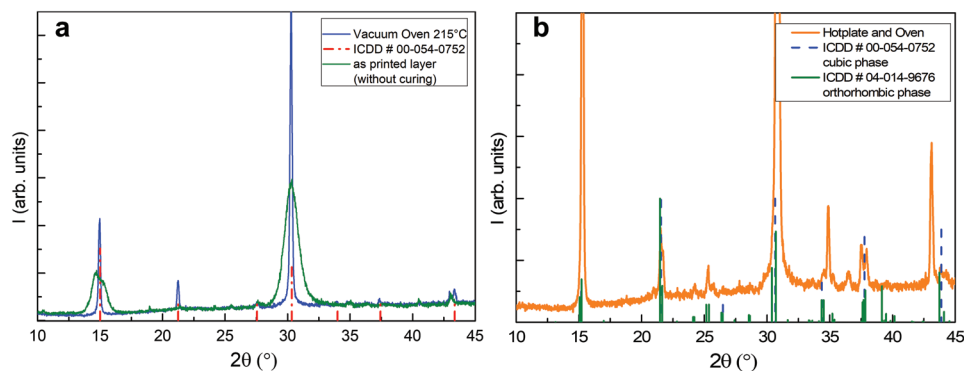 a
Vacuum Oven 215°C
ICDD # 00-054-0752
as printed layer
(without curing)
I (arb. units)
10 15 20 25 30 35 40 45
2θ (°)
b
Hotplate and Oven
ICDD # 00-054-0752
cubic phase
ICDD # 04-014-9676
orthorhombic phase
I (arb. units)
10 15 20 25 30 35 40 45
2θ (°)